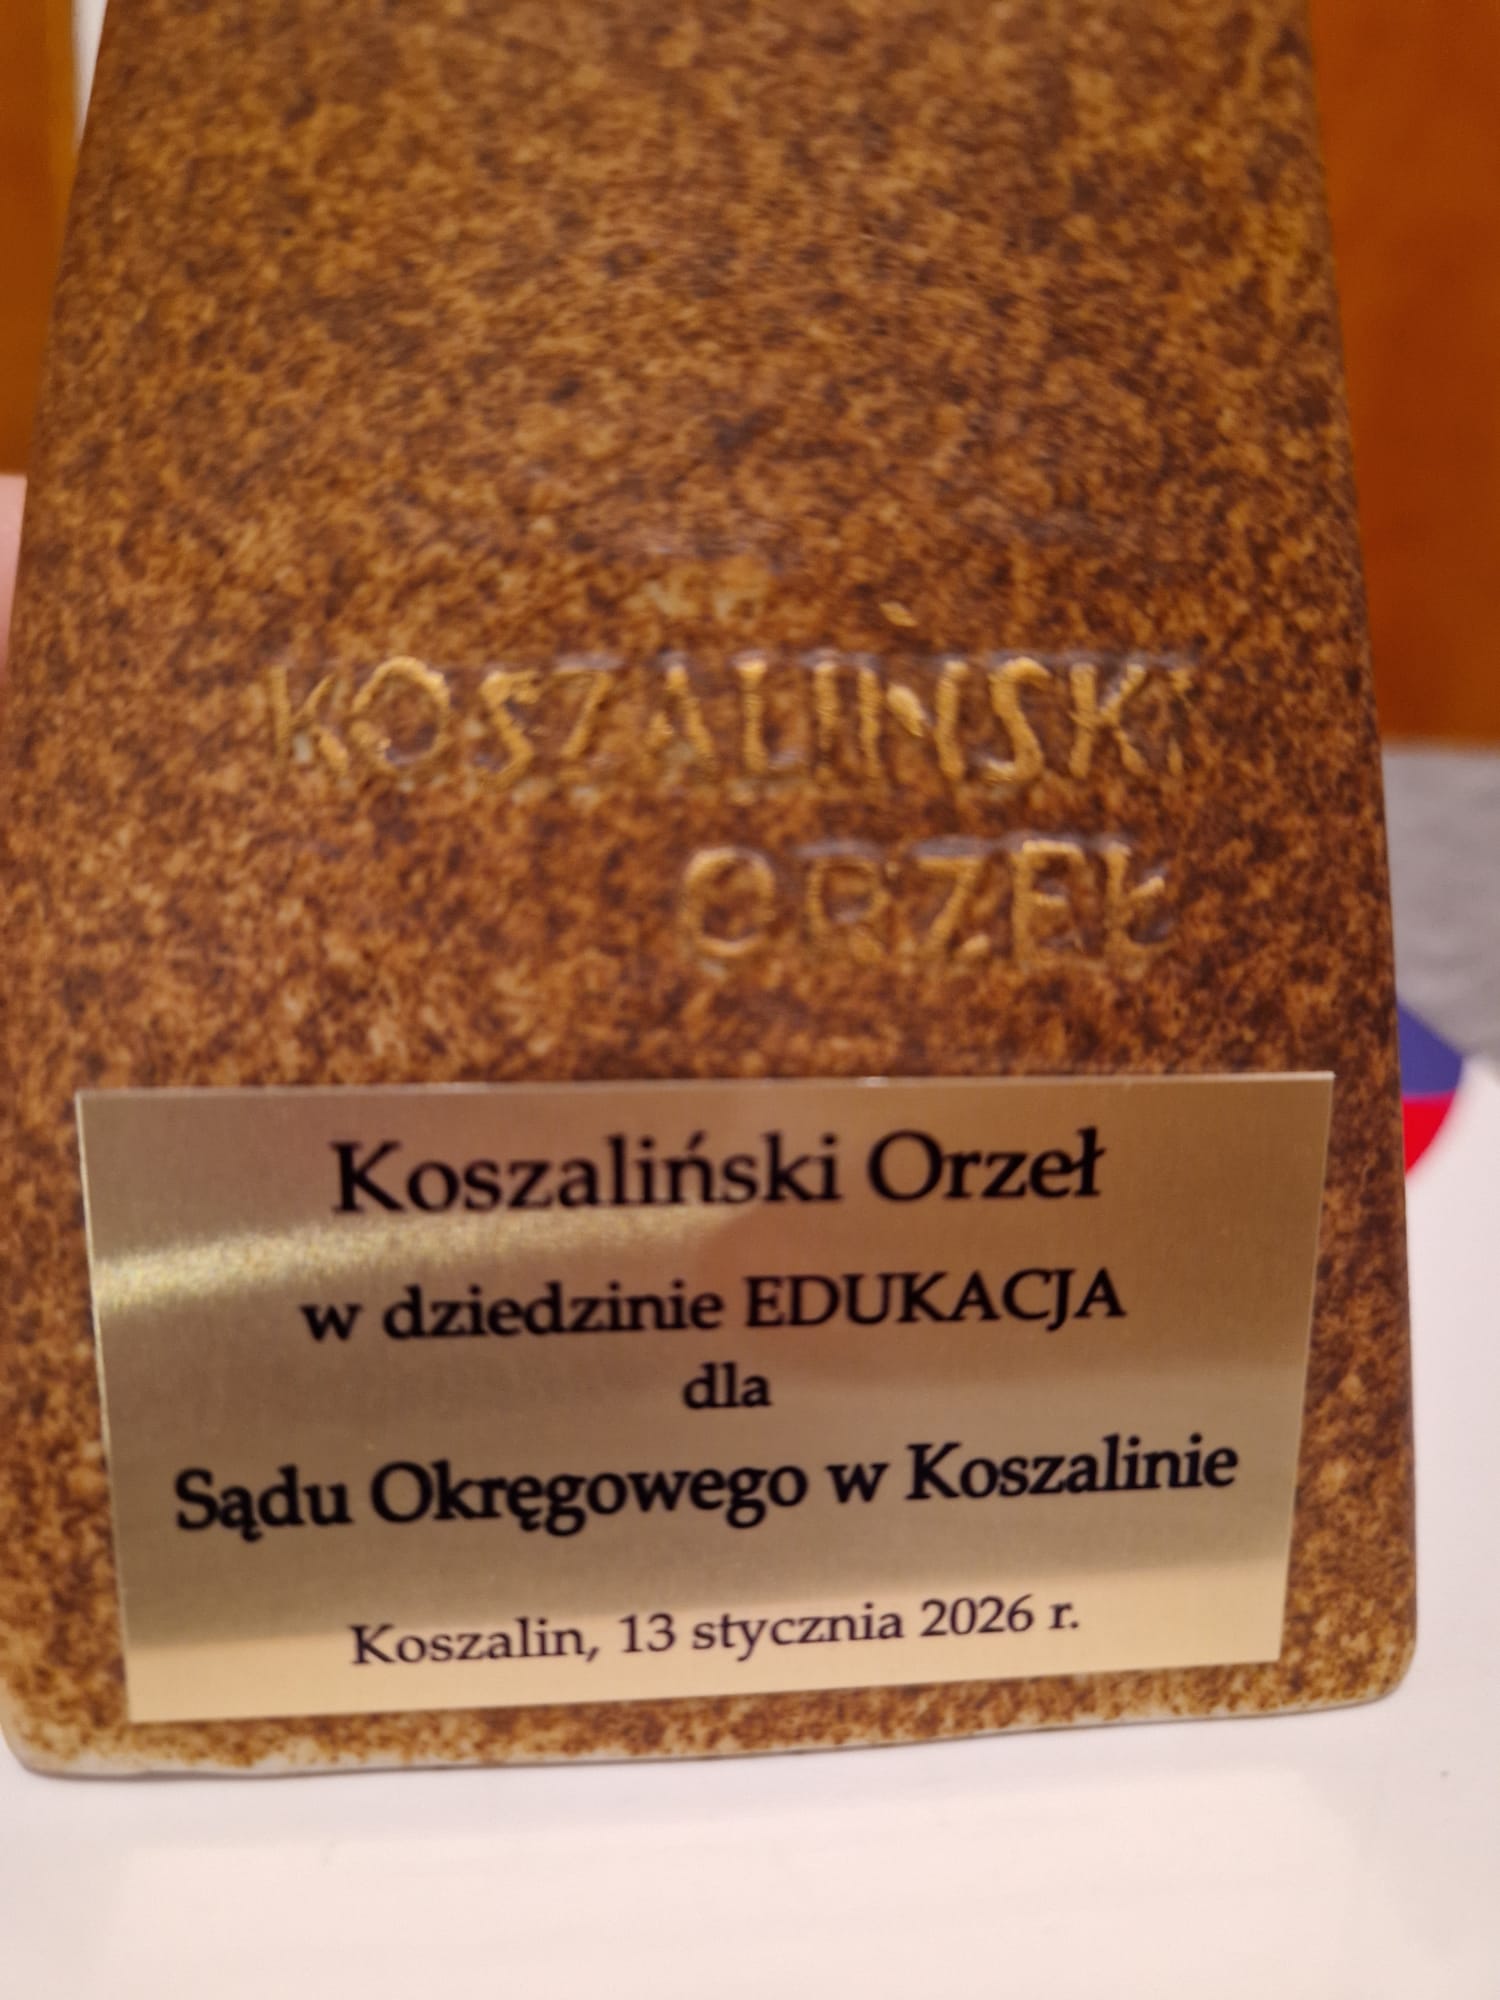 KOSZALIŃSKI
ORZEŁ
Koszaliński Orzeł
w dziedzinie EDUKACJA
dla
Sądu Okręgowego w Koszalinie
Koszalin, 13 stycznia 2026 r.